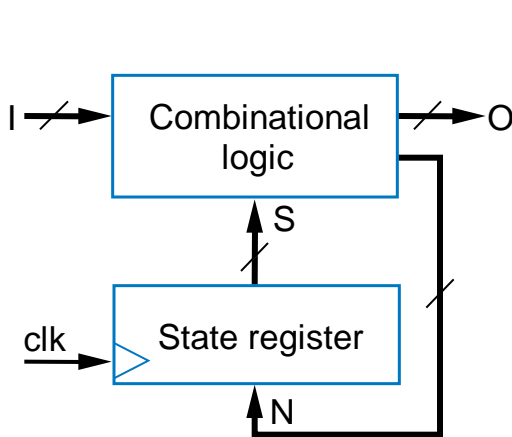 I
Combinational
logic
O
S
clk
State register
N